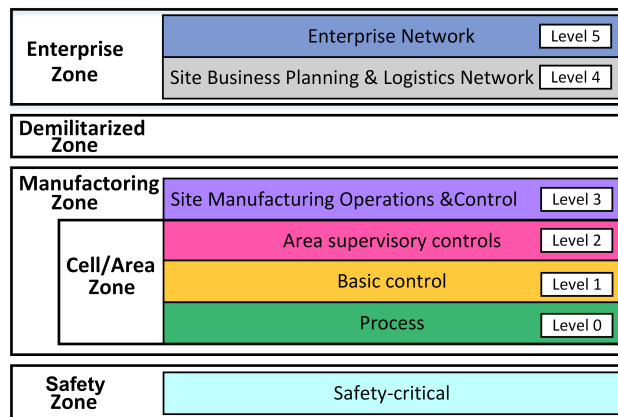 Enterprise
Zone
Enterprise Network
Level 5
Site Business Planning & Logistics Network
Level 4
Demilitarized
Zone
Manufactoring
Zone
Site Manufacturing Operations &Control
Level 3
Cell/Area
Zone
Area supervisory controls
Level 2
Basic control
Level 1
Process
Level 0
Safety
Zone
Safety-critical